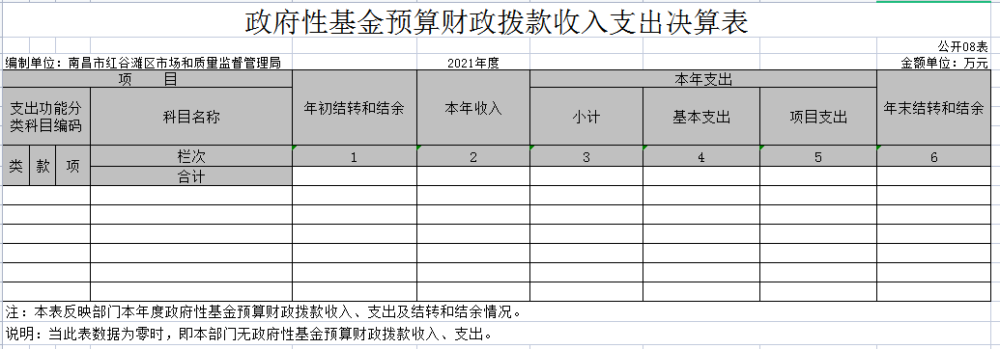 政府性基金预算财政拨款收入支出决算表
公开08表
编制单位：南昌市红谷滩区市场和质量监督管理局 2021年度 金额单位：万元
项 目 年初结转和结余 本年收入 本年支出 年末结转和结余
支出功能分类科目编码 科目名称 小计 基本支出 项目支出
类 款 项 栏次 1 2 3 4 5 6
合计
注：本表反映部门本年度政府性基金预算财政拨款收入、支出及结转和结余情况。
说明：当此表数据为零时，即本部门无政府性基金预算财政拨款收入、支出。